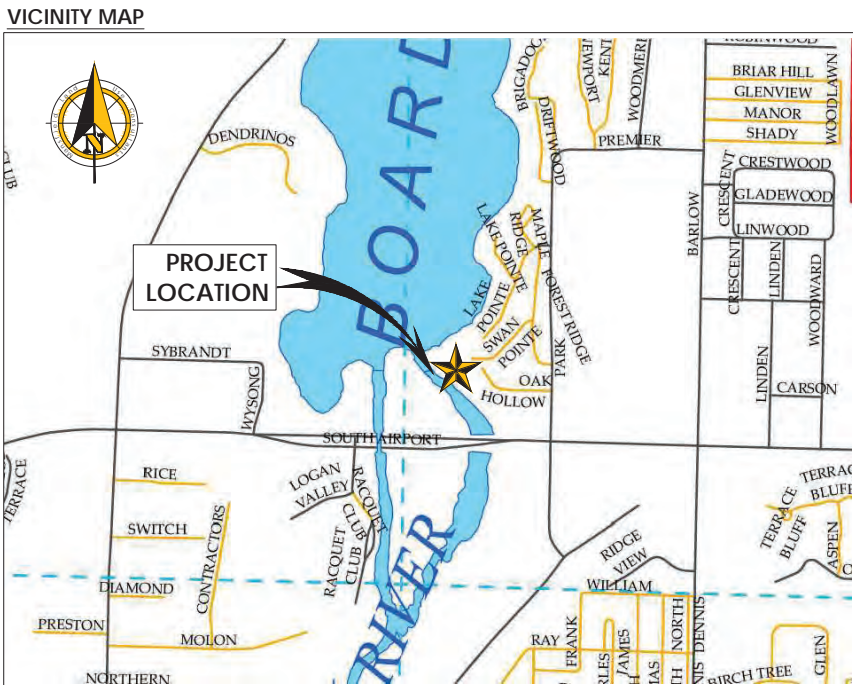 VICINITY MAP
BOARD
ROBINWOOD
BRIAR HILL
GLENVIEW
MANOR
SHADY
WOODLAWN
BRIGADOC
DRIFTWOOD
NEWPORT
KENT
WOODMERE
PREMIER
DENDRINOS
CLUB
N
CRESTWOOD
CRESCENT
GLADEWOOD
LINWOOD
BARLOW
CRESCENT
LINDEN
WOODWARD
LAKE POINTE
RIDGE
MAPLE
FOREST RIDGE
LAKE
POINTE
SWAN
POINTE
PARK
OAK
HOLLOW
PROJECT
LOCATION
SYBRANDT
WYSONG
LINDEN
CARSON
SOUTH AIRPORT
TERRACE
RICE
LOGAN
VALLEY
RACQUET
CLUB
RACQUET
CLUB
SWITCH
CONTRACTORS
DIAMOND
PRESTON
MOLON
NORTHERN
RIVER
RIDGE
VIEW
WILLIAM
RAY
FRANK
JAMES
NORTH
DENNIS
TERRAC
BLUFF
TERRACE
BLUFF
ASPEN
BIRCH TREE
GLEN